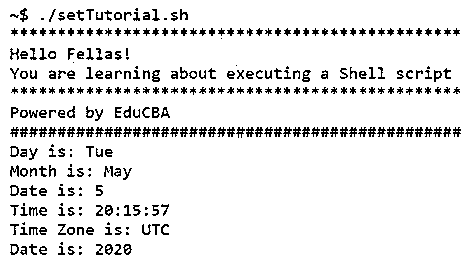 ~$ ./setTutorial.sh
***********************************************
Hello Fellas!
You are learning about executing a Shell script
***********************************************
Powered by EduCBA
###############################################
Day is: Tue
Month is: May
Date is: 5
Time is: 20:15:57
Time Zone is: UTC
Date is: 2020